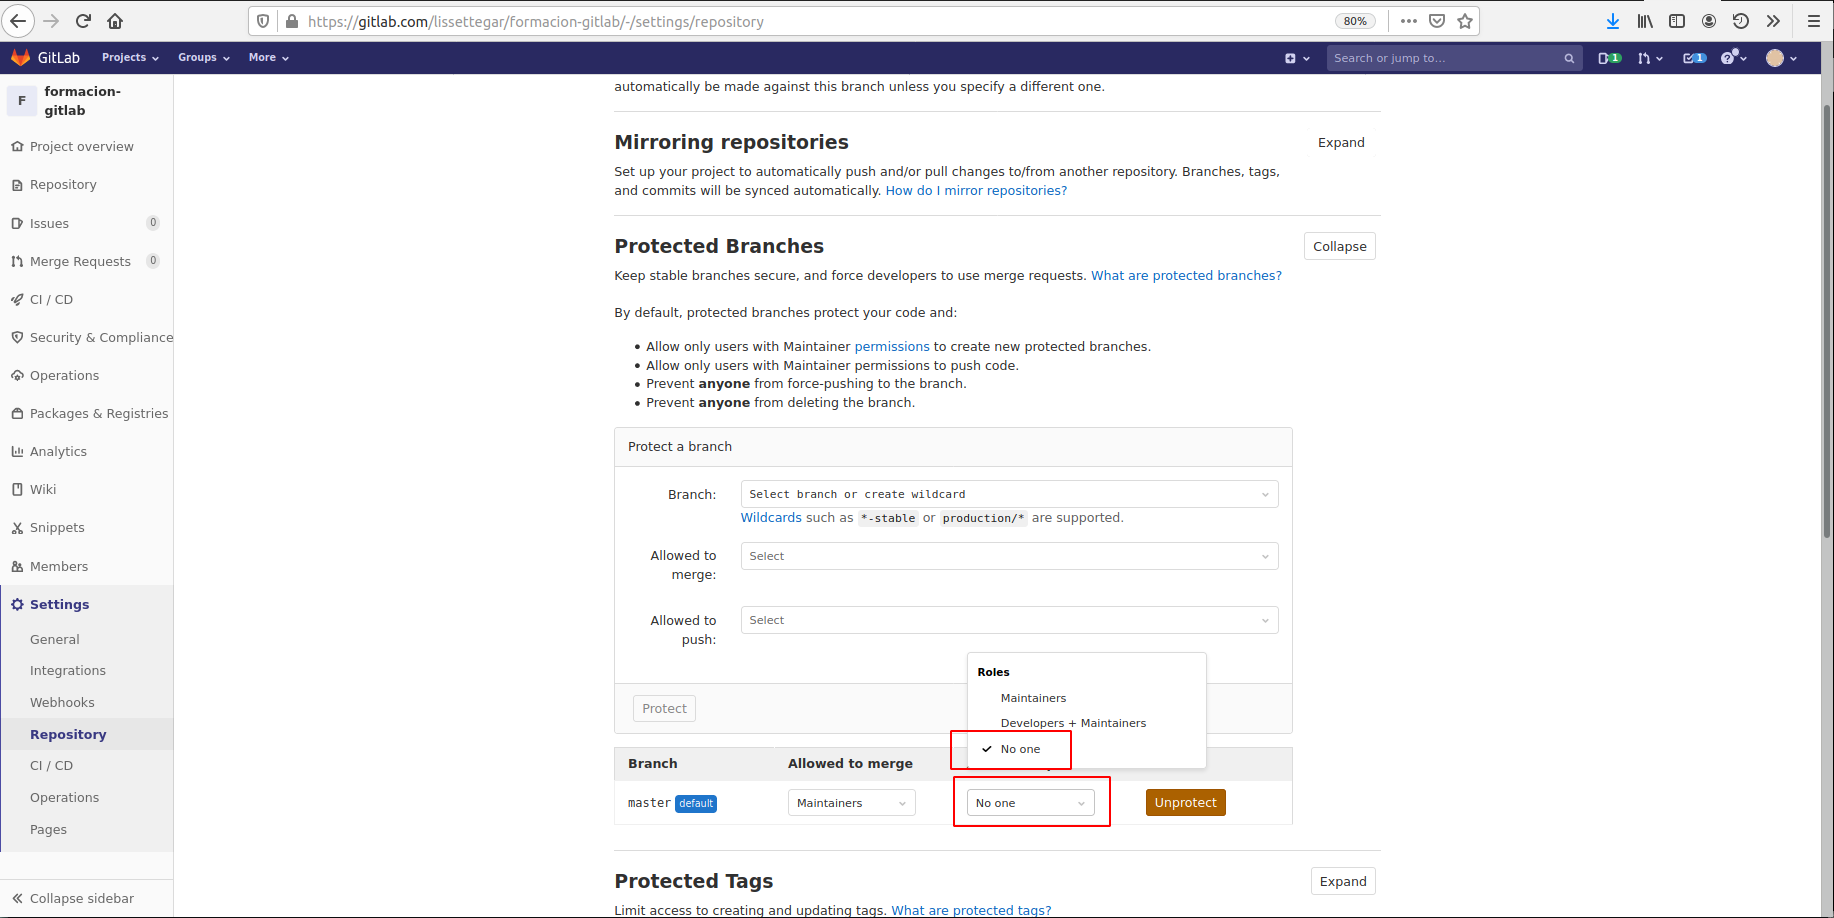 https://gitlab.com/lissettegar/formacion-gitlab/-/settings/repository
80%
GitLab
Projects
Groups
More
Search or jump to...
1
1
F
formacion-
gitlab
Project overview
Repository
Issues
0
Merge Requests
0
CI / CD
Security & Compliance
Operations
Packages & Registries
Analytics
Wiki
Snippets
Members
Settings
General
Integrations
Webhooks
Repository
CI / CD
Operations
Pages
Collapse sidebar
automatically be made against this branch unless you specify a different one.
Mirroring repositories
Expand
Set up your project to automatically push and/or pull changes to/from another repository. Branches, tags,
and commits will be synced automatically. How do I mirror repositories?
Protected Branches
Collapse
Keep stable branches secure, and force developers to use merge requests. What are protected branches?
By default, protected branches protect your code and:
Allow only users with Maintainer permissions to create new protected branches.
Allow only users with Maintainer permissions to push code.
Prevent anyone from force-pushing to the branch.
Prevent anyone from deleting the branch.
Protect a branch
Branch:
Select branch or create wildcard
Wildcards such as *-stable or production/* are supported.
Allowed to
merge:
Select
Allowed to
push:
Select
Roles
Maintainers
Developers + Maintainers
No one
Protect
Branch
Allowed to merge
master default
Maintainers
No one
Unprotect
Protected Tags
Expand
Limit access to creating and updating tags. What are protected tags?